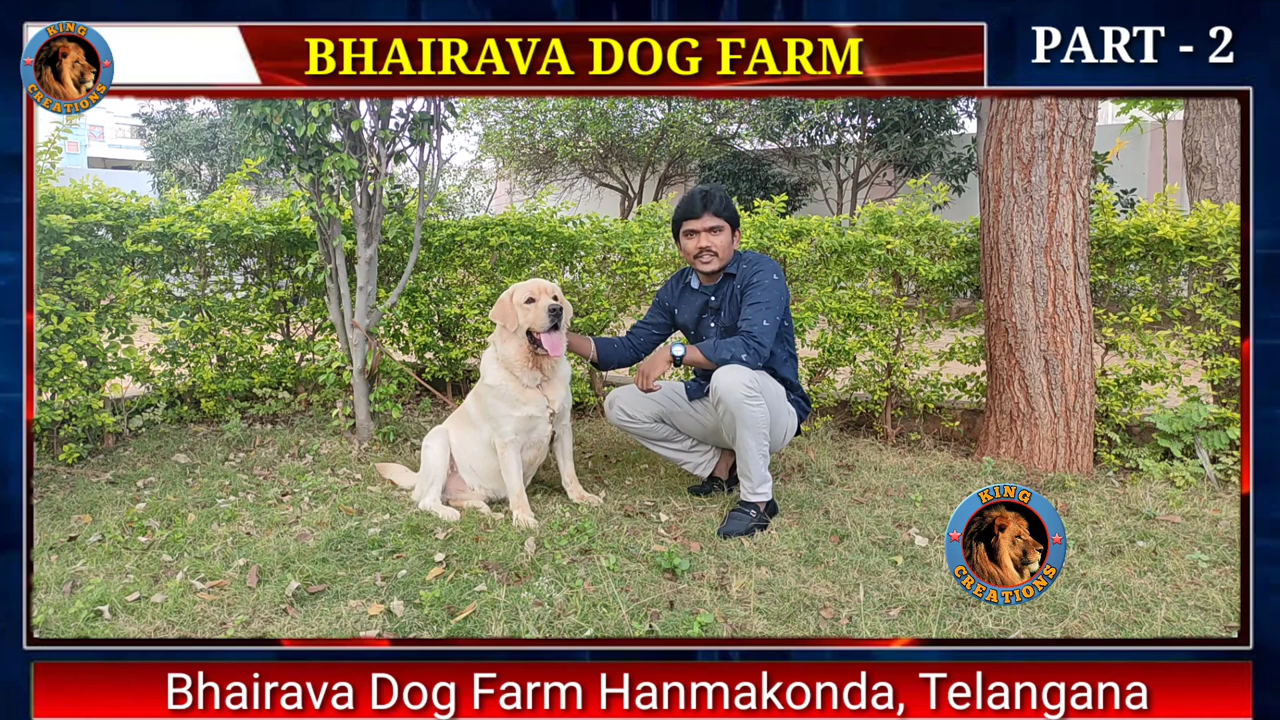 KING
CREATIONS
BHAIRAVA DOG FARM
PART - 2
KING
CREATIONS
Bhairava Dog Farm Hanmakonda, Telangana